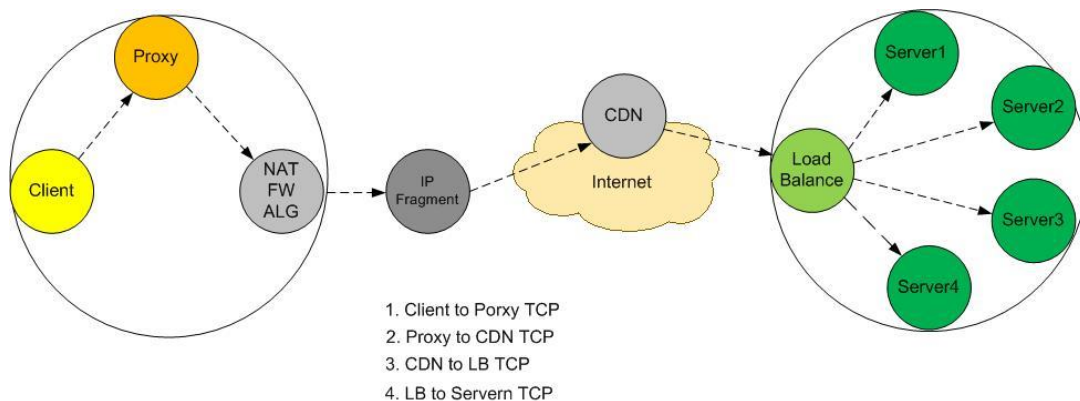 Proxy
Client
NAT
FW
ALG
IP
Fragment
CDN
Internet
Load
Balance
Server1
Server2
Server3
Server4
1. Client to Porxy TCP
2. Proxy to CDN TCP
3. CDN to LB TCP
4. LB to Servern TCP